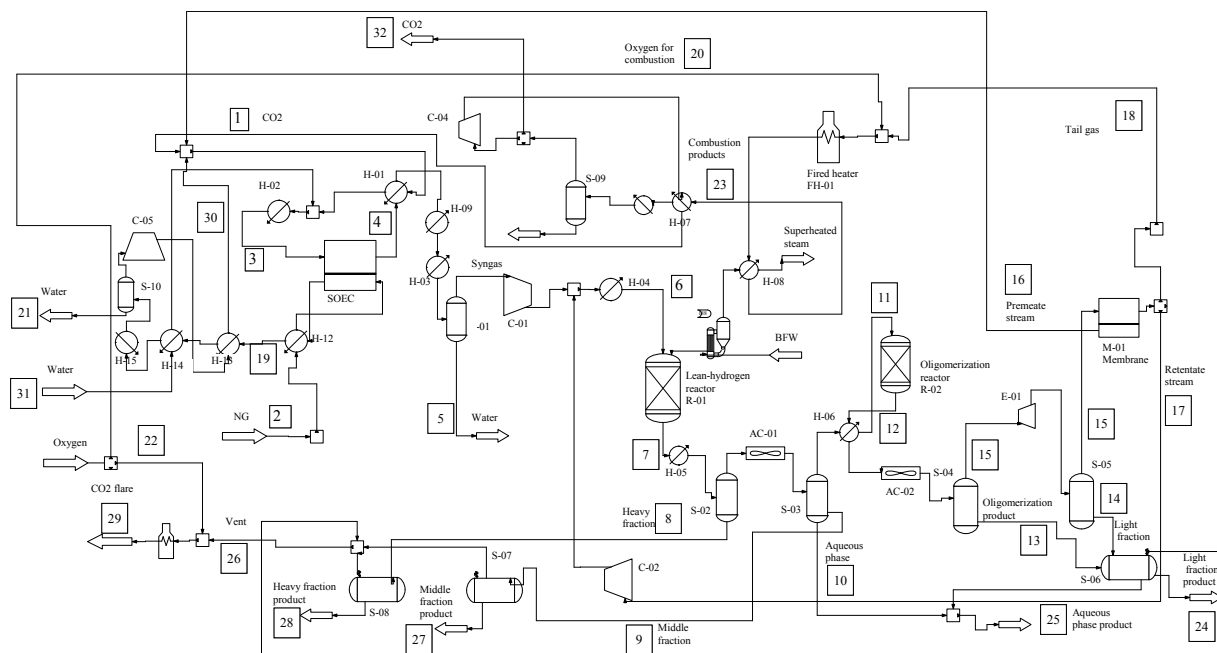 32
CO2
Oxygen for
combustion
20
1
CO2
C-04
18
Tail gas
Combustion
products
23
Fired heater
FH-01
S-09
H-01
H-02
4
H-09
H-07
30
C-05
3
SOEC
H-03
Syngas
Superheated
steam
H-08
6
H-04
C-01
-01
11
16
Premeate
stream
M-01
Membrane
S-10
Water
21
H-15
H-14
H-13
19
H-12
BFW
Lean-hydrogen
reactor
R-01
Oligomerization
reactor
R-02
Retentate
stream
17
Water
31
NG
2
5
Water
7
H-05
H-06
12
E-01
15
15
AC-01
S-05
Oxygen
22
AC-02
S-04
14
CO2 flare
29
Vent
26
Heavy
fraction
8
S-02
S-03
Oligomerization
product
13
Light
fraction
S-06
Light
fraction
product
24
S-07
S-08
C-02
Aqueous
phase
10
Heavy fraction
product
28
Middle
fraction
product
27
9
Middle
fraction
25
Aqueous
phase product